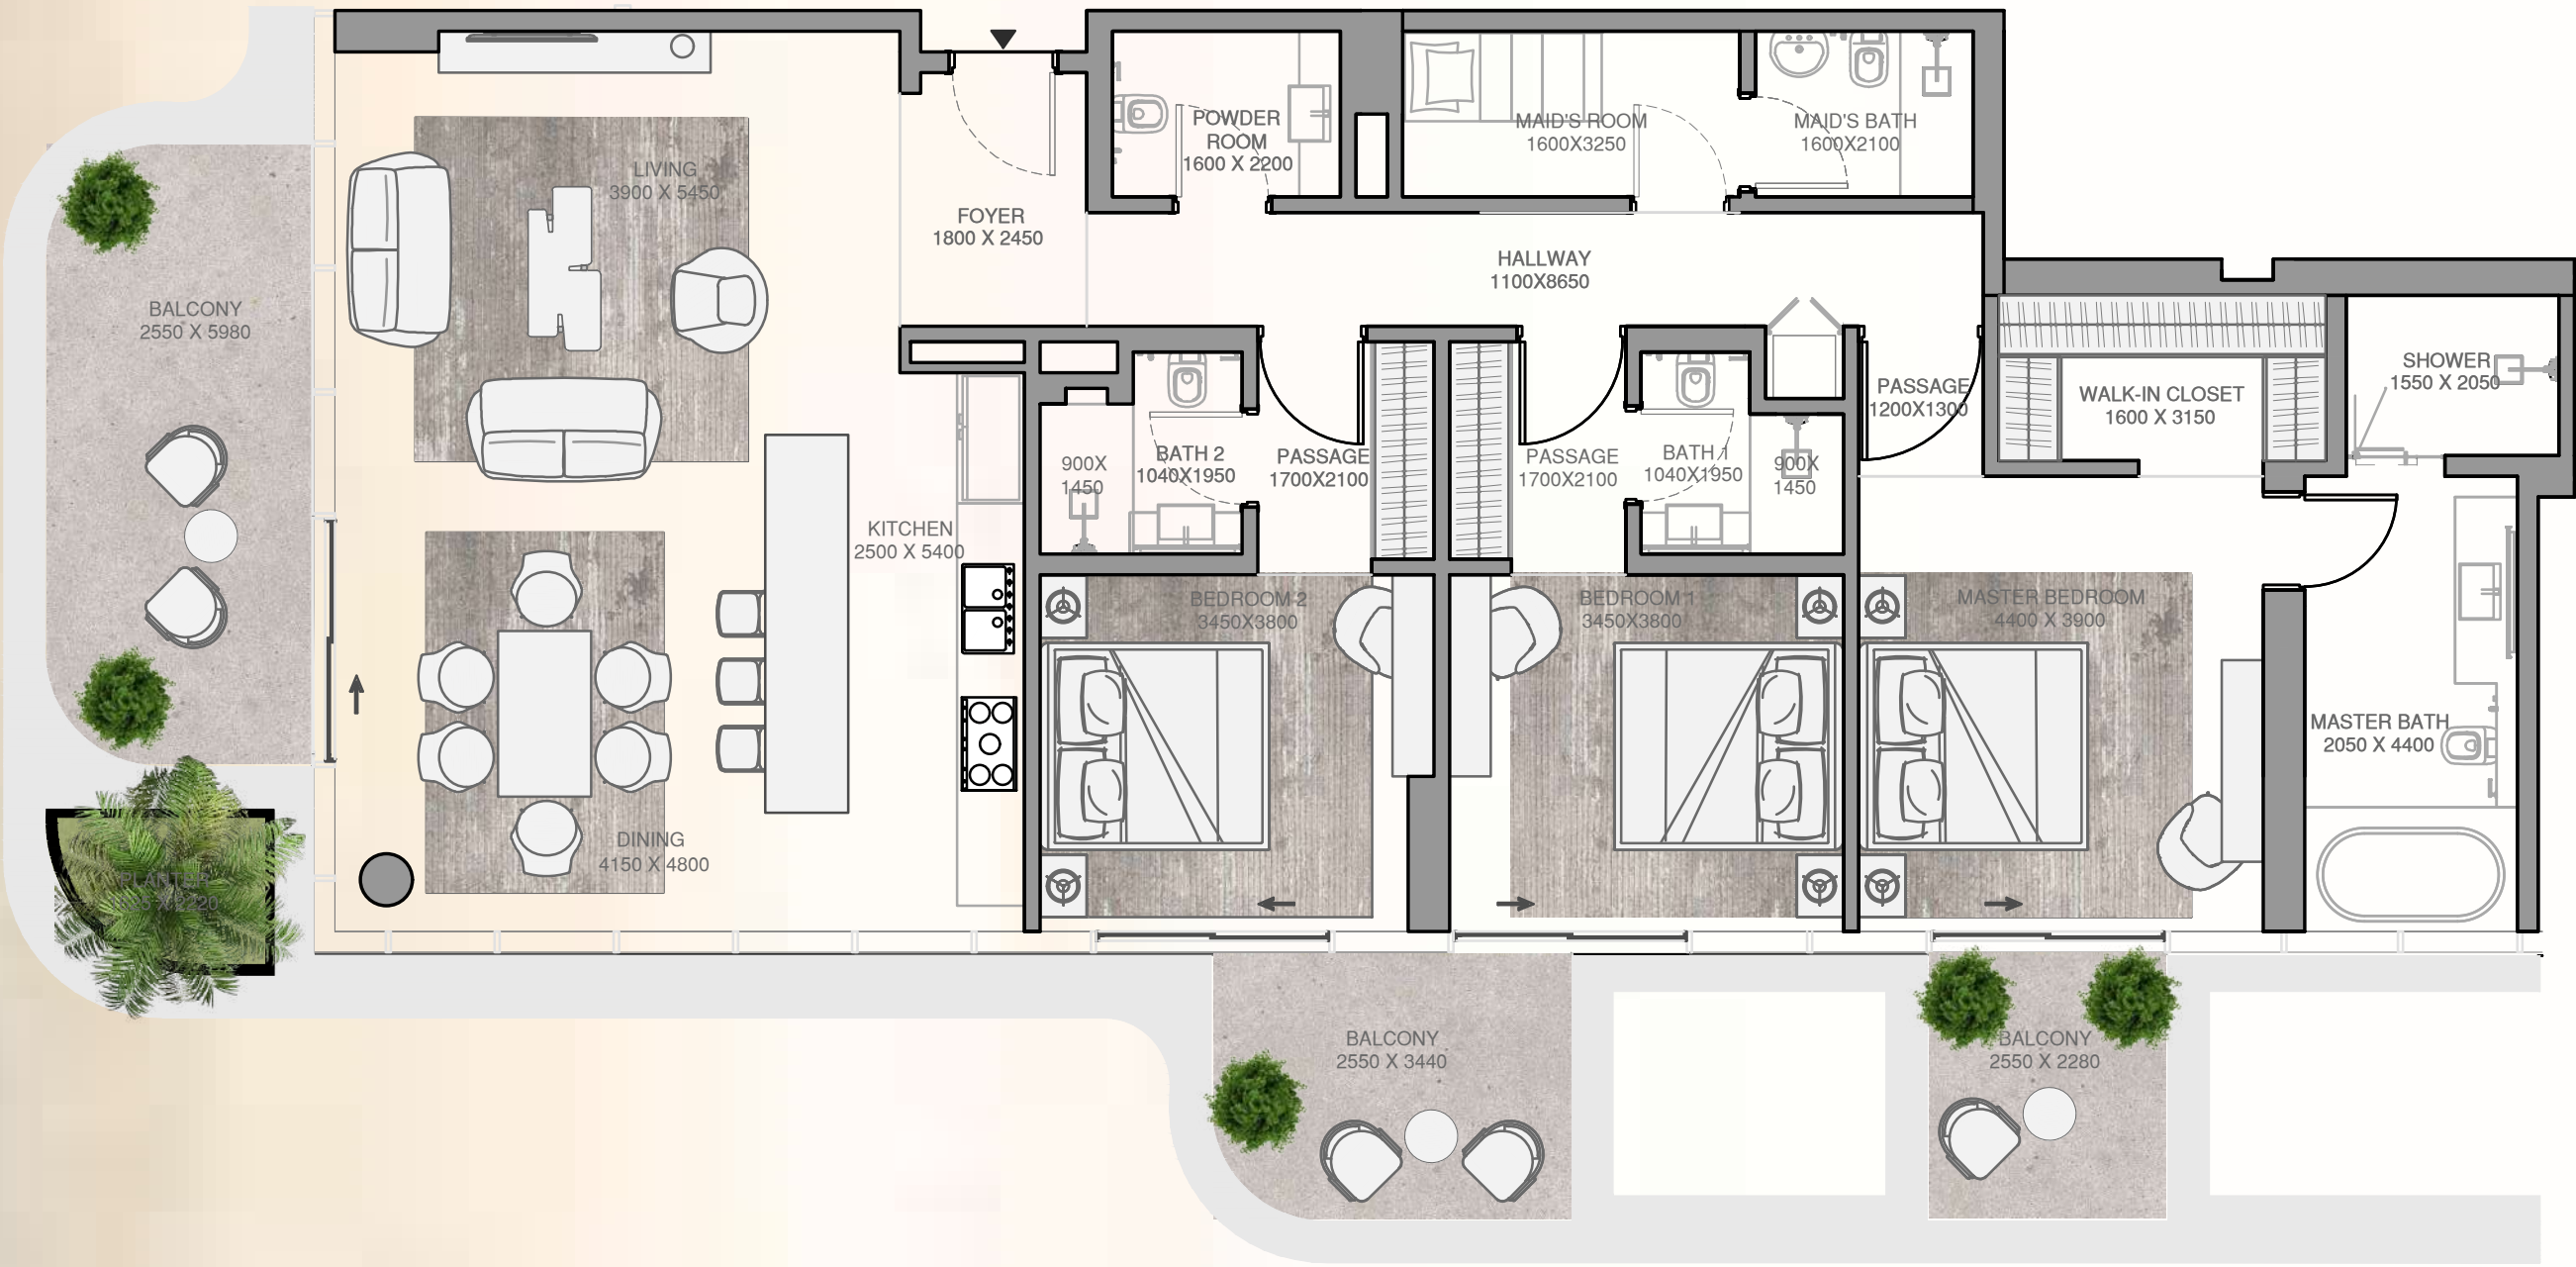 POWDER
ROOM
1600 X 2200
MAID'S ROOM
1600X3250
MAID'S BATH
1600X2100
LIVING
3900 X 5450
FOYER
1800 X 2450
HALLWAY
1100X8650
BALCONY
2550 X 5980
PASSAGE
1200X1300
WALK-IN CLOSET
1600 X 3150
SHOWER
1550 X 2050
KITCHEN
2500 X 5400
900X
1450
BATH 2
1040X1950
PASSAGE
1700X2100
PASSAGE
1700X2100
BATH 1
1040X1950
900X
1450
BEDROOM 2
3450X3800
BEDROOM 1
3450X3800
MASTER BEDROOM
4400 X 3900
MASTER BATH
2050 X 4400
DINING
4150 X 4800
PLANTER
BALCONY
2550 X 3440
BALCONY
2550 X 2280